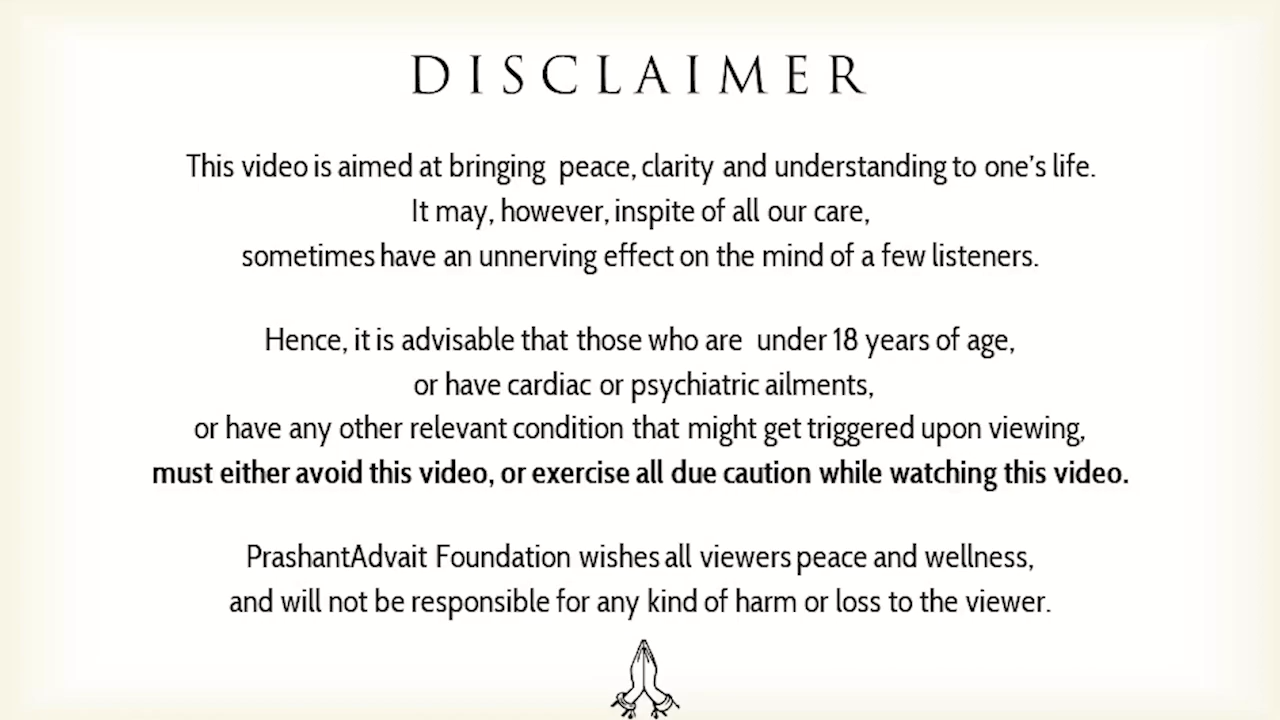 DISCLAIMER
This video is aimed at bringing peace, clarity and understanding to one's life.
It may, however, inspite of all our care,
sometimes have an unnerving effect on the mind of a few listeners.
Hence, it is advisable that those who are under 18 years of age,
or have cardiac or psychiatric ailments,
or have any other relevant condition that might get triggered upon viewing,
must either avoid this video, or exercise all due caution while watching this video.
PrashantAdvait Foundation wishes all viewers peace and wellness,
and will not be responsible for any kind of harm or loss to the viewer.